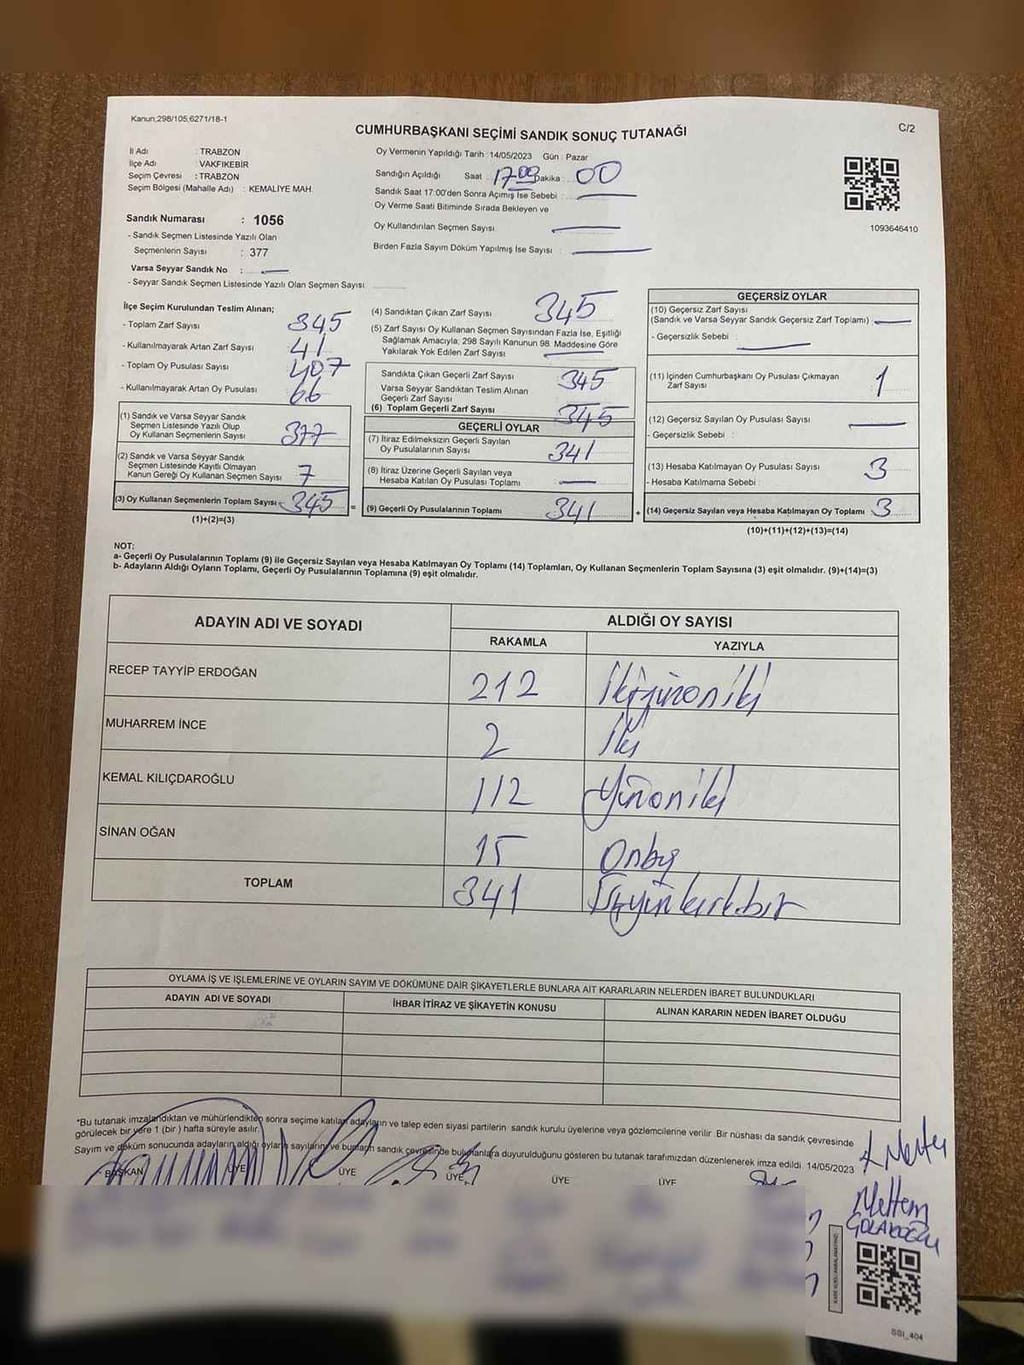 Kanun;298/105,6271/18-1
C/2
CUMHURBAŞKANI SEÇİMİ SANDIK SONUÇ TUTANAĞI
İl Adı : TRABZON
İlçe Adı : VAKFIKEBİR
Seçim Çevresi : TRABZON
Seçim Bölgesi (Mahalle Adı) : KEMALİYE MAH.
Oy Vermenin Yapıldığı Tarih : 14/05/2023 Gün : Pazar
Sandığın Açıldığı Saat : 17:00 Dakika : 00
Sandık Saat 17:00'den Sonra Açmış İse Sebebi :
Oy Verme Saati Bitiminde Sırada Bekleyen ve
Oy Kullandırılan Seçmen Sayısı :
Birden Fazla Sayım Döküm Yapılmış İse Sayısı :
1093646410
Sandık Numarası : 1056
- Sandık Seçmen Listesinde Yazılı Olan
Seçmenlerin Sayısı : 377
Varsa Seyyar Sandık No :
- Seyyar Sandık Seçmen Listesinde Yazılı Olan Seçmen Sayısı :
İlçe Seçim Kurulundan Teslim Alınan;
- Toplam Zarf Sayısı 345
- Kullanılmayarak Artan Zarf Sayısı 41
- Toplam Oy Pusulası Sayısı 407
- Kullanılmayarak Artan Oy Pusulası 66
(1) Sandık ve Varsa Seyyar Sandık
Seçmen Listesinde Yazılı Olup
Oy Kullanan Seçmenlerin Sayısı 377
(2) Sandık ve Varsa Seyyar Sandık
Seçmen Listesinde Kayıtlı Olmayan
Kanun Gereği Oy Kullanan Seçmen Sayısı 7
(3) Oy Kullanan Seçmenlerin Toplam Sayısı 345
(1)+(2)=(3)
(4) Sandıktan Çıkan Zarf Sayısı 345
(5) Zarf Sayısı Oy Kullanan Seçmen Sayısından Fazla İse, Eşitliği
Sağlamak Amacıyla; 298 Sayılı Kanunun 98. Maddesine Göre
Yakılarak Yok Edilen Zarf Sayısı :
Sandıkta Çıkan Geçerli Zarf Sayısı 345
Varsa Seyyar Sandıktan Teslim Alınan
Geçerli Zarf Sayısı
(6) Toplam Geçerli Zarf Sayısı 345
GEÇERLİ OYLAR
(7) İtiraz Edilmeksizin Geçerli Sayılan
Oy Pusulalarının Sayısı 341
(8) İtiraz Üzerine Geçerli Sayılan veya
Hesaba Katılan Oy Pusulası Toplamı
= (9) Geçerli Oy Pusulalarının Toplamı 341
GEÇERSİZ OYLAR
(10) Geçersiz Zarf Sayısı
(Sandık ve Varsa Seyyar Sandık Geçersiz Zarf Toplamı)
- Geçersizlik Sebebi :
(11) İçinden Cumhurbaşkanı Oy Pusulası Çıkmayan
Zarf Sayısı 1
(12) Geçersiz Sayılan Oy Pusulası Sayısı
- Geçersizlik Sebebi :
(13) Hesaba Katılmayan Oy Pusulası Sayısı 3
- Hesaba Katılmama Sebebi :
+ (14) Geçersiz Sayılan veya Hesaba Katılmayan Oy Toplamı 3
(10)+(11)+(12)+(13)=(14)
NOT:
a- Geçerli Oy Pusulalarının Toplamı (9) ile Geçersiz Sayılan veya Hesaba Katılmayan Oy Toplamı (14) Toplamları, Oy Kullanan Seçmenlerin Toplam Sayısına (3) eşit olmalıdır. (9)+(14)=(3)
b- Adayların Aldığı Oyların Toplamı, Geçerli Oy Pusulalarının Toplamına (9) eşit olmalıdır.
ADAYIN ADI VE SOYADI
ALDIĞI OY SAYISI
RAKAMLA YAZIYLA
RECEP TAYYİP ERDOĞAN 212 İkiyüzoniki
MUHARREM İNCE 2 İki
KEMAL KILIÇDAROĞLU 112 Yüzoniki
SİNAN OĞAN 15 Onbeş
TOPLAM 341 Üçyüzkırkbir
OYLAMA İŞ VE İŞLEMLERİNE VE OYLARIN SAYIM VE DÖKÜMÜNE DAİR ŞİKAYETLERLE BUNLARA AİT KARARLARIN NELERDEN İBARET BULUNDUKLARI
ADAYIN ADI VE SOYADI İHBAR İTİRAZ VE ŞİKAYETİN KONUSU ALINAN KARARIN NEDEN İBARET OLDUĞU
*Bu tutanak imzalandıktan ve mühürlendikten sonra seçime katılan adayların ve talep eden siyasi partilerin sandık kurulu üyelerine veya gözlemcilerine verilir. Bir nüshası da sandık çevresinde
görülecek bir yere 1 (bir) hafta süreyle asılır.
Sayım ve döküm sonucunda adayların aldığı oyların sayılarını ve bunların sandık çevresinde bulunanlara duyurulduğunu gösteren bu tutanak tarafımızdan düzenlenerek imza edildi. 14/05/2023
BAŞKAN ÜYE ÜYE ÜYE ÜYE ÜYE
Meltem
SSI_404